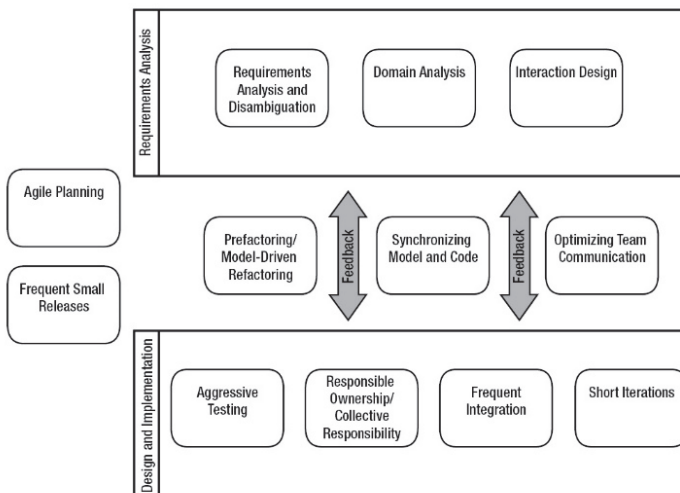 Requirements Analysis
Requirements
Analysis and
Disambiguation
Domain Analysis
Interaction Design
Agile Planning
Frequent Small
Releases
Prefactoring/
Model-Driven
Refactoring
Feedback
Synchronizing
Model and Code
Feedback
Optimizing Team
Communication
Design and Implementation
Aggressive
Testing
Responsible
Ownership/
Collective
Responsibility
Frequent
Integration
Short Iterations